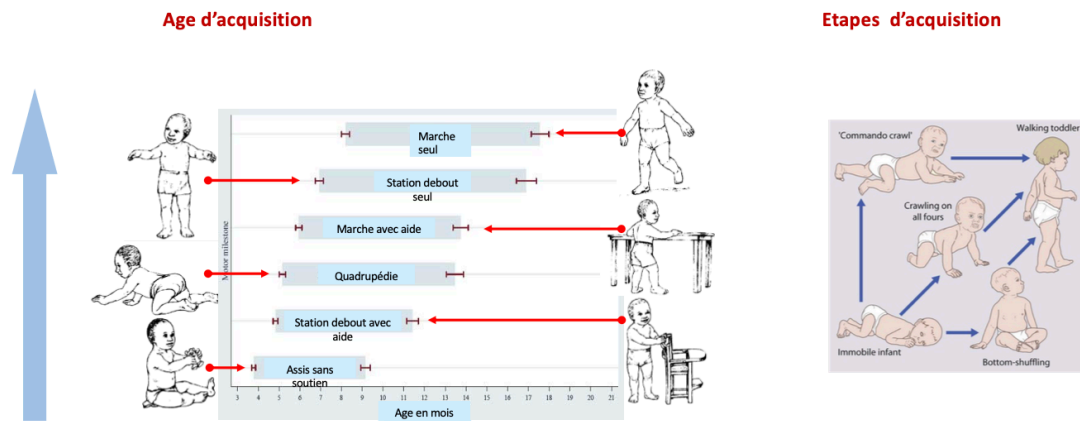 Age d'acquisition
Etapes d'acquisition
Marche
seul
Station debout
seul
Marche avec aide
Quadrupédie
Station debout avec
aide
Assis sans
soutien
Motor milestone
3 4 5 6 7 8 9 10 11 12 13 14 15 16 17 18 19 20 21
Age en mois
'Commando crawl'
Walking toddler
Crawling on
all fours
Immobile infant
Bottom-shuffling